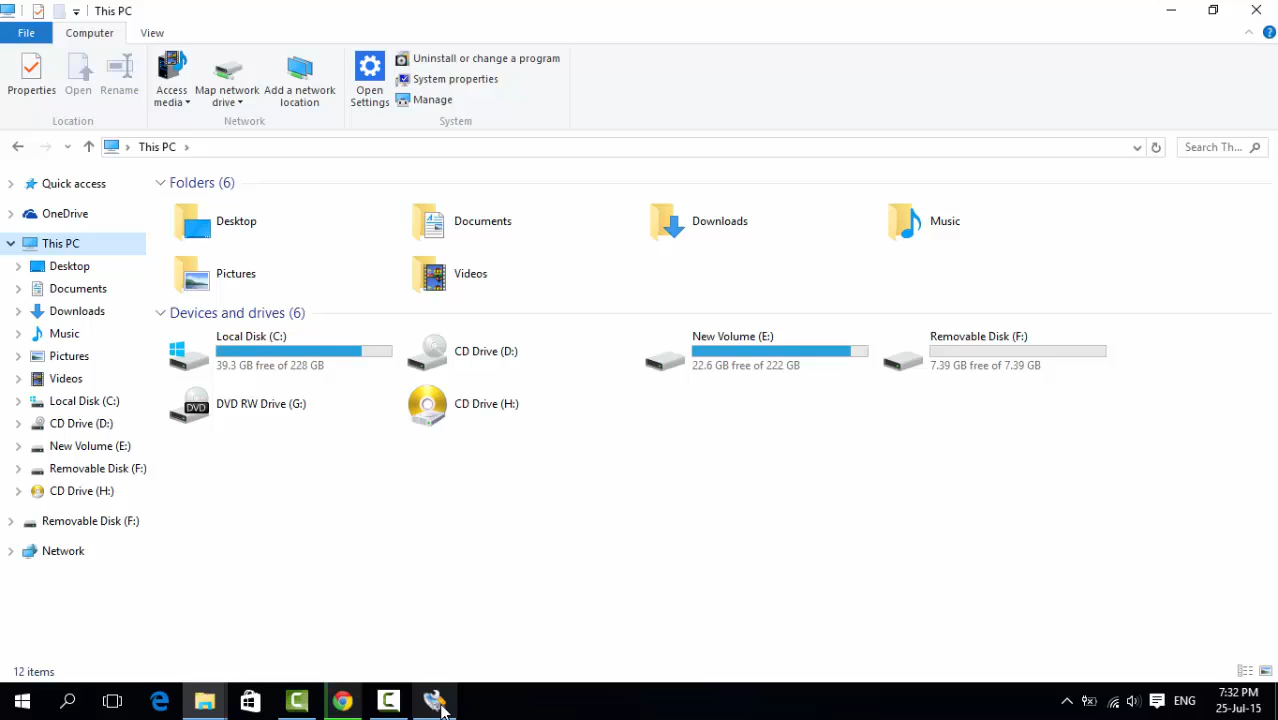 This PC
File Computer View
Properties Open Rename Access media Map network drive Add a network location Open Settings Uninstall or change a program
System properties
Manage
Location Network System
This PC Search Th...
Quick access
OneDrive
This PC
Desktop
Documents
Downloads
Music
Pictures
Videos
Local Disk (C:)
CD Drive (D:)
New Volume (E:)
Removable Disk (F:)
CD Drive (H:)
Removable Disk (F:)
Network
Folders (6)
Desktop Documents Downloads Music
Pictures Videos
Devices and drives (6)
Local Disk (C:)
39.3 GB free of 228 GB
CD Drive (D:)
New Volume (E:)
22.6 GB free of 222 GB
Removable Disk (F:)
7.39 GB free of 7.39 GB
DVD
DVD RW Drive (G:)
CD Drive (H:)
12 items
ENG
7:32 PM
25-Jul-15